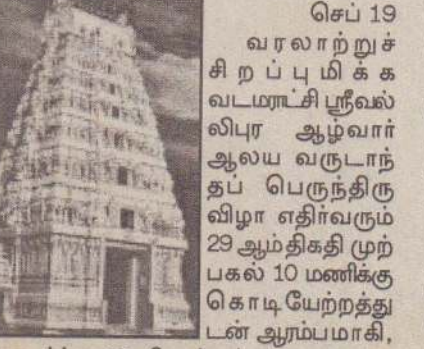 செப் 19
வரலாற்றுச்
சிறப்புமிக்க
வடமராட்சி ஸ்ரீவல்
லிபுர ஆழ்வார்
ஆலய வருடாந்
தப் பெருந்திரு
விழா எதிர்வரும்
29 ஆம்திகதி முற்
பகல் 10 மணிக்கு
கொடியேற்றத்து
டன் ஆரம்பமாகி,